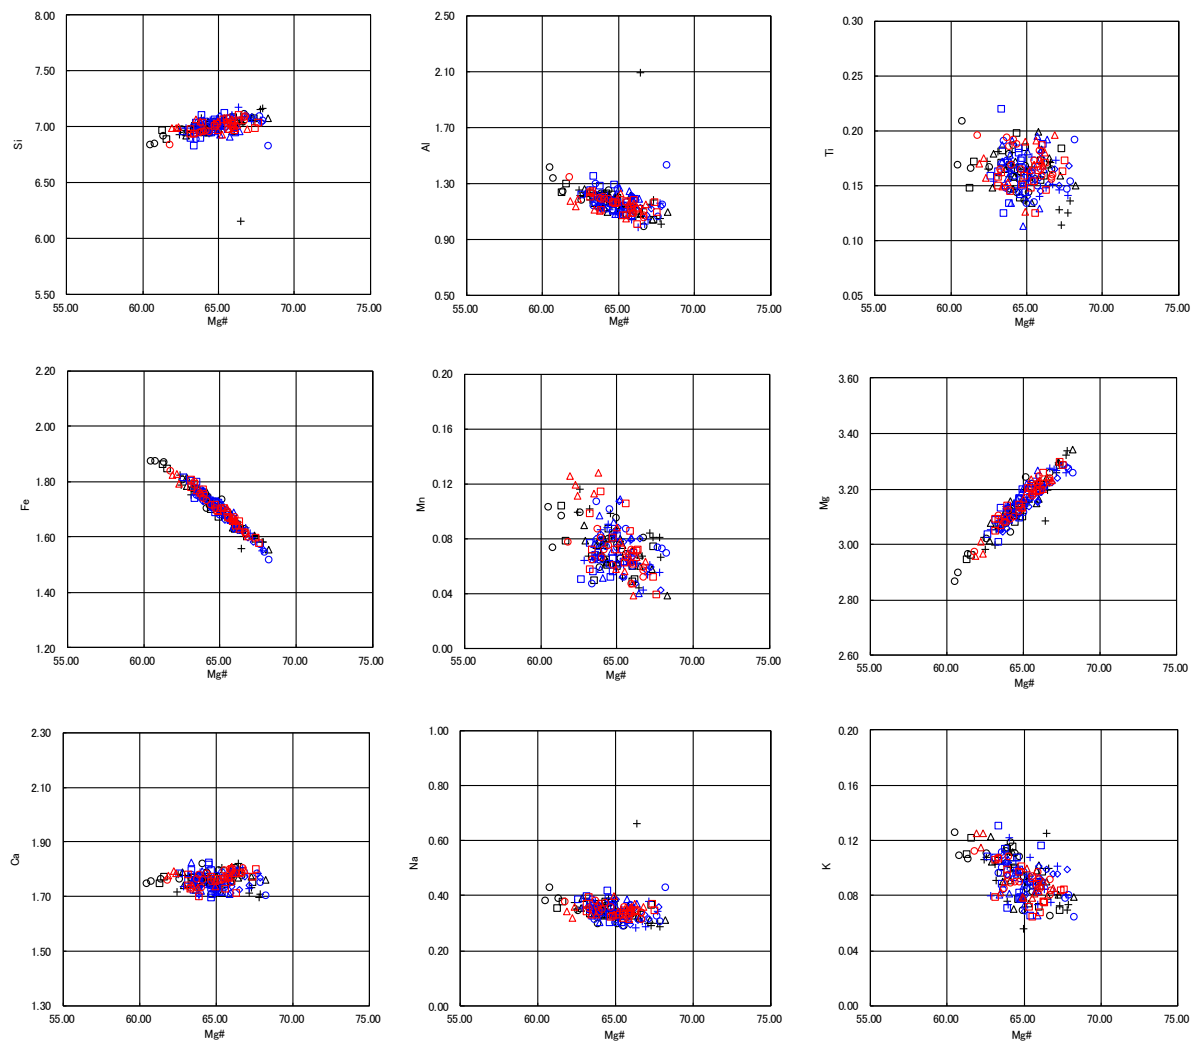 8.00
7.50
7.00
6.50
6.00
5.50
Si
55.00 60.00 65.00 70.00 75.00
Mg#
2.50
2.10
1.70
1.30
0.90
0.50
Al
55.00 60.00 65.00 70.00 75.00
Mg#
0.30
0.25
0.20
0.15
0.10
0.05
Ti
55.00 60.00 65.00 70.00 75.00
Mg#
2.20
2.00
1.80
1.60
1.40
1.20
Fe
55.00 60.00 65.00 70.00 75.00
Mg#
0.20
0.16
0.12
0.08
0.04
0.00
Mn
55.00 60.00 65.00 70.00 75.00
Mg#
3.60
3.40
3.20
3.00
2.80
2.60
Mg
55.00 60.00 65.00 70.00 75.00
Mg#
2.30
2.10
1.90
1.70
1.50
1.30
Ca
55.00 60.00 65.00 70.00 75.00
Mg#
1.00
0.80
0.60
0.40
0.20
0.00
Na
55.00 60.00 65.00 70.00 75.00
Mg#
0.20
0.16
0.12
0.08
0.04
0.00
K
55.00 60.00 65.00 70.00 75.00
Mg#